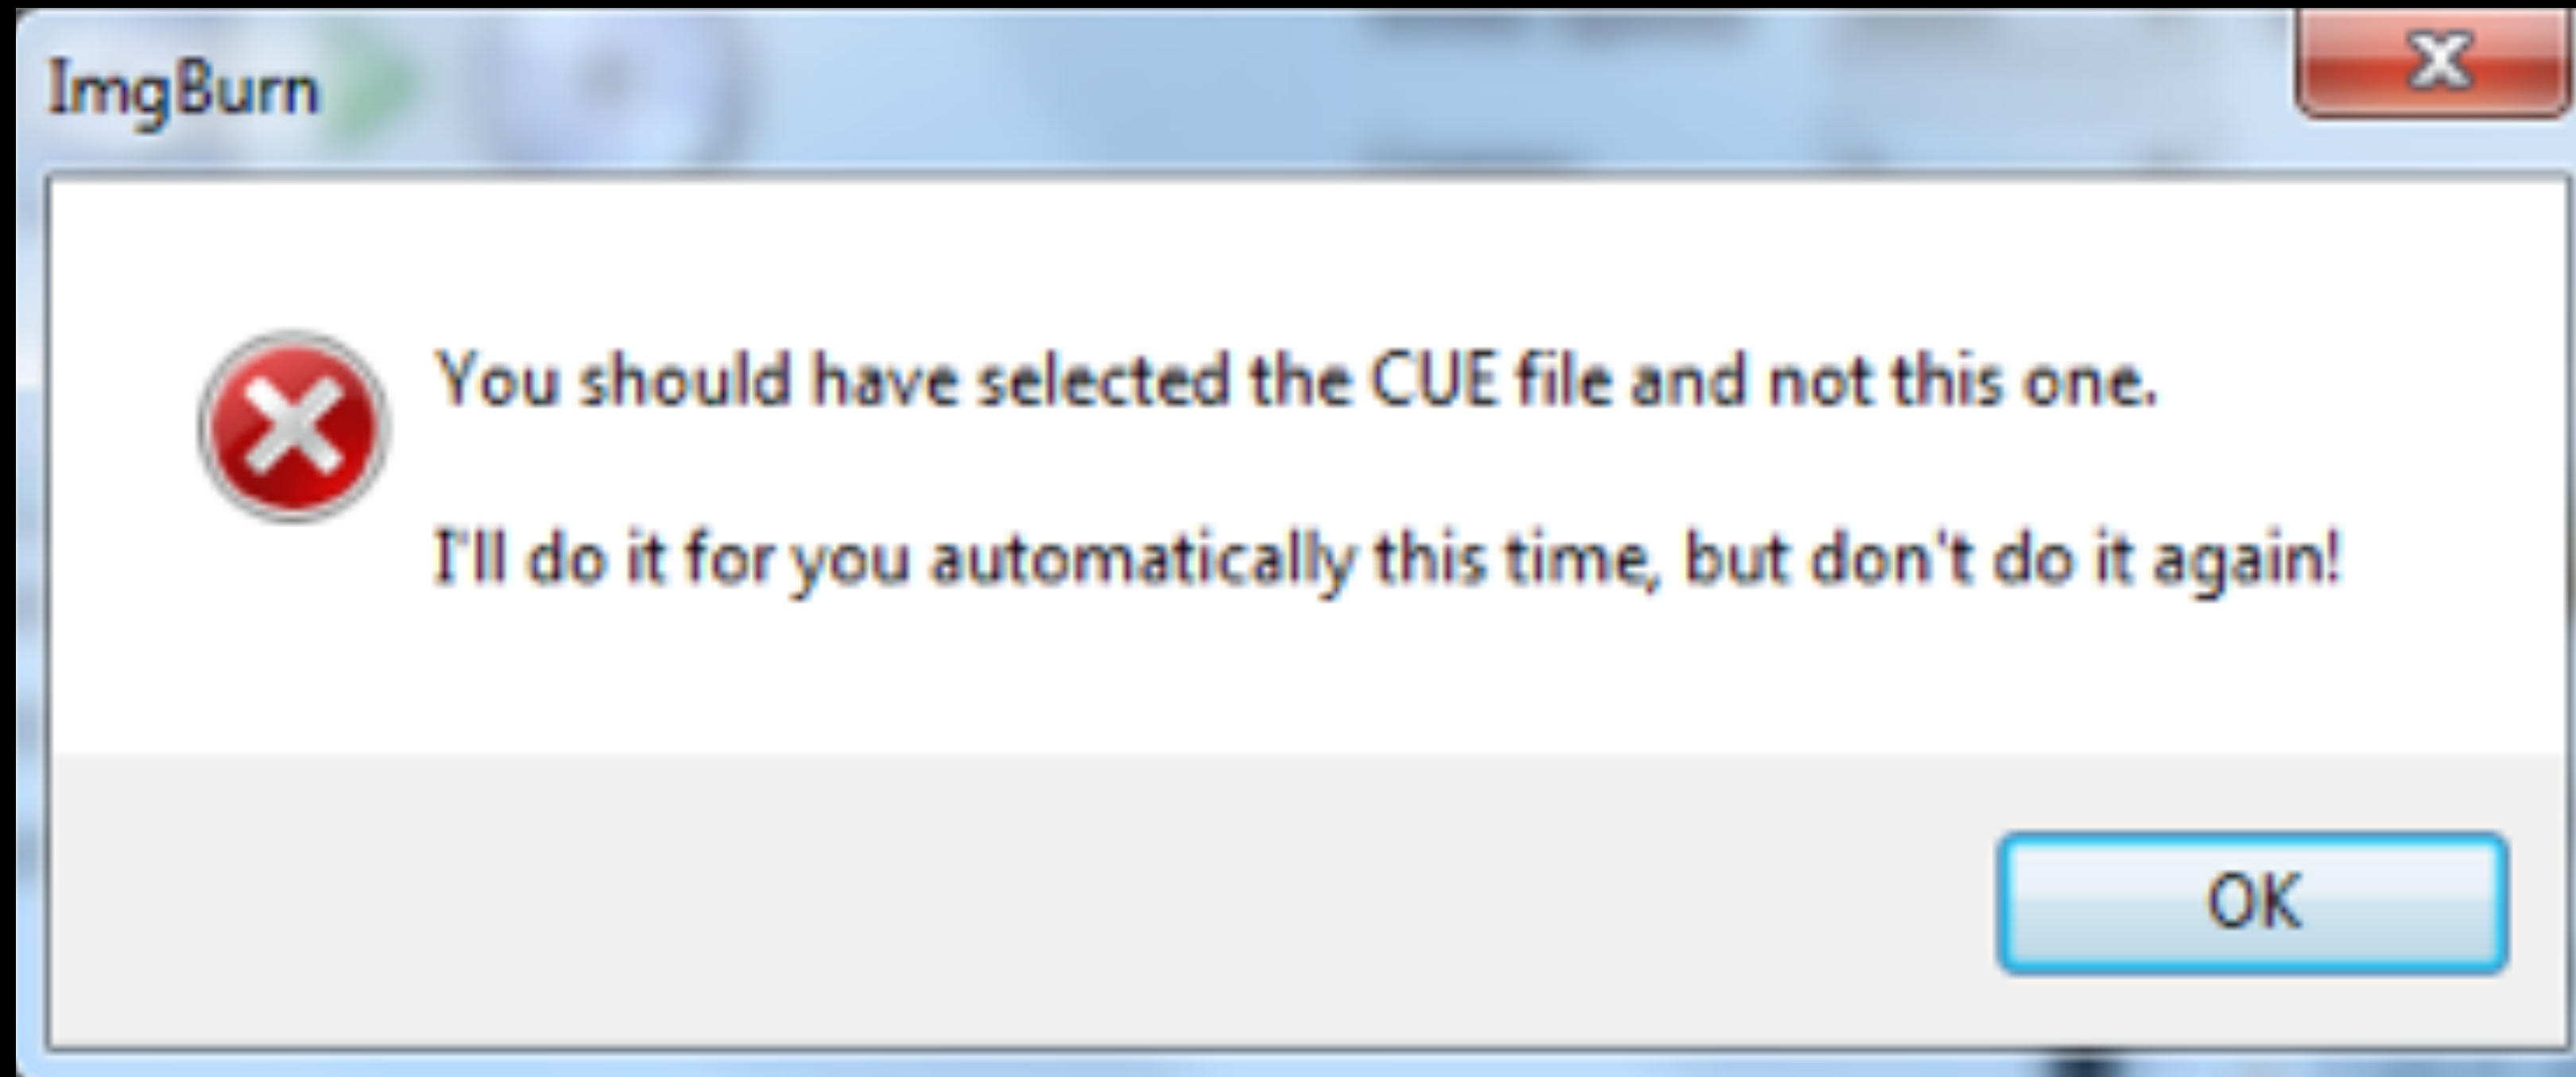 ImgBurn
You should have selected the CUE file and not this one.
I'll do it for you automatically this time, but don't do it again!
OK